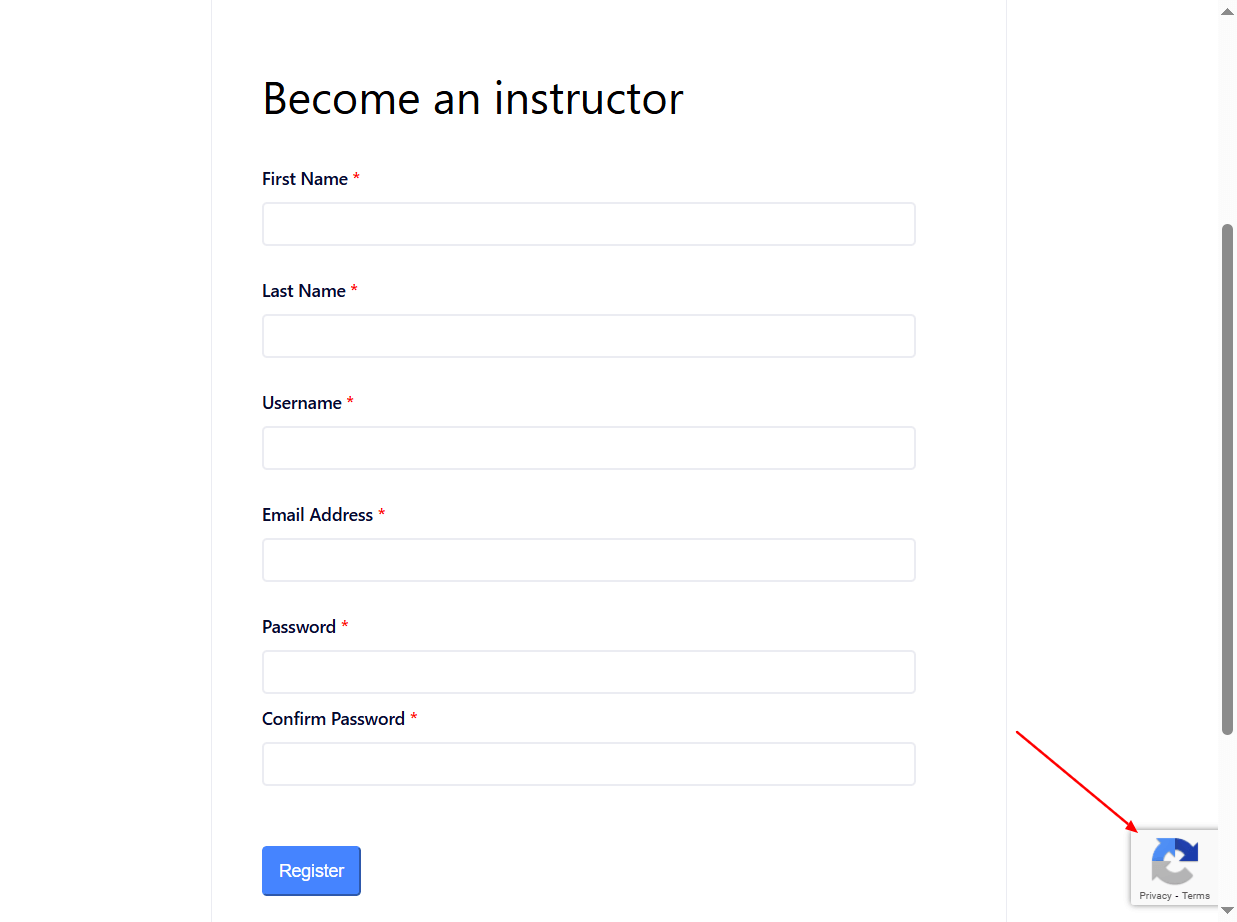 Become an instructor
First Name *
Last Name *
Username *
Email Address *
Password *
Confirm Password *
Register
Privacy - Terms